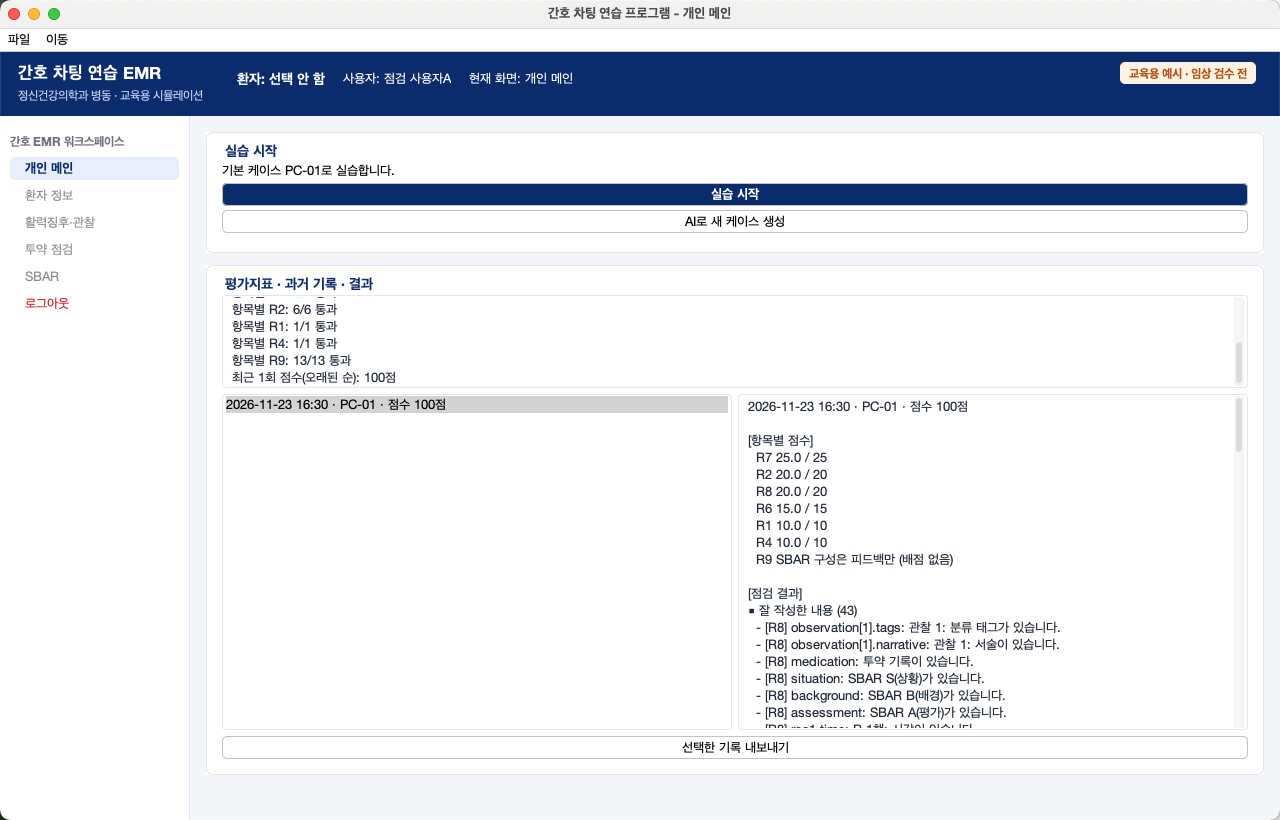 간호 차팅 연습 프로그램 - 개인 메인
파일 이동
간호 차팅 연습 EMR
정신건강의학과 병동 · 교육용 시뮬레이션
환자: 선택 안 함 사용자: 점검 사용자A 현재 화면: 개인 메인
교육용 예시 · 임상 검수 전
간호 EMR 워크스페이스
개인 메인
환자 정보
활력징후·관찰
투약 점검
SBAR
로그아웃
실습 시작
기본 케이스 PC-01로 실습합니다.
실습 시작
AI로 새 케이스 생성
평가지표 · 과거 기록 · 결과
항목별 R2: 6/6 통과
항목별 R1: 1/1 통과
항목별 R4: 1/1 통과
항목별 R9: 13/13 통과
최근 1회 점수(오래된 순): 100점
2026-11-23 16:30 · PC-01 · 점수 100점
2026-11-23 16:30 · PC-01 · 점수 100점
[항목별 점수]
R7 25.0 / 25
R2 20.0 / 20
R8 20.0 / 20
R6 15.0 / 15
R1 10.0 / 10
R4 10.0 / 10
R9 SBAR 구성은 피드백만 (배점 없음)
[점검 결과]
▪ 잘 작성한 내용 (43)
- [R8] observation[1].tags: 관찰 1: 분류 태그가 있습니다.
- [R8] observation[1].narrative: 관찰 1: 서술이 있습니다.
- [R8] medication: 투약 기록이 있습니다.
- [R8] situation: SBAR S(상황)가 있습니다.
- [R8] background: SBAR B(배경)가 있습니다.
- [R8] assessment: SBAR A(평가)가 있습니다.
선택한 기록 내보내기